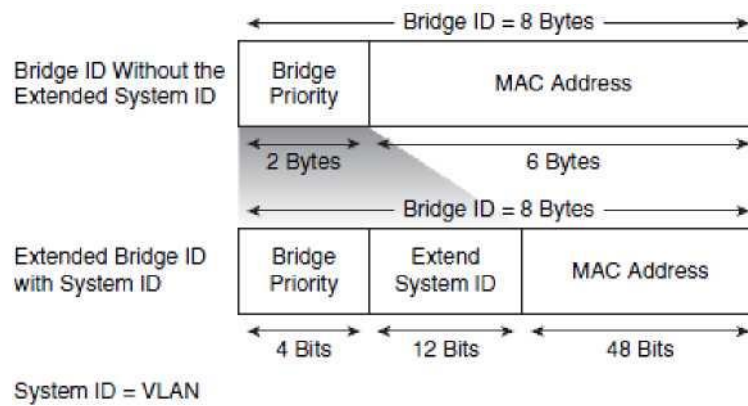 Bridge ID = 8 Bytes
Bridge ID Without the
Extended System ID
Bridge
Priority
MAC Address
2 Bytes
6 Bytes
Bridge ID = 8 Bytes
Extended Bridge ID
with System ID
Bridge
Priority
Extend
System ID
MAC Address
4 Bits
12 Bits
48 Bits
System ID = VLAN